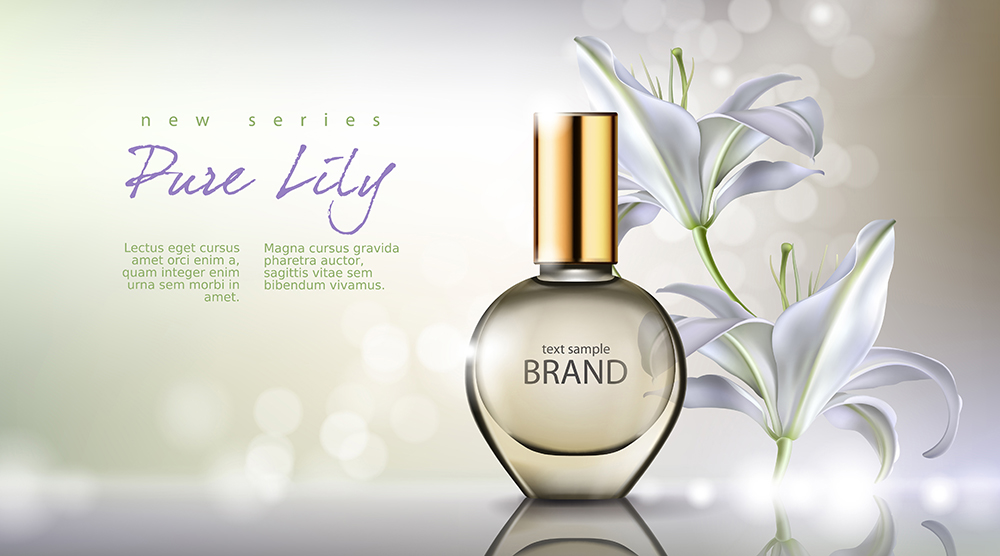 new series
Pure Lily
Lectus eget cursus
amet orci enim a,
quam integer enim
urna sem morbi in
amet.
Magna cursus gravida
pharetra auctor,
sagittis vitae sem
bibendum vivamus.
text sample
BRAND